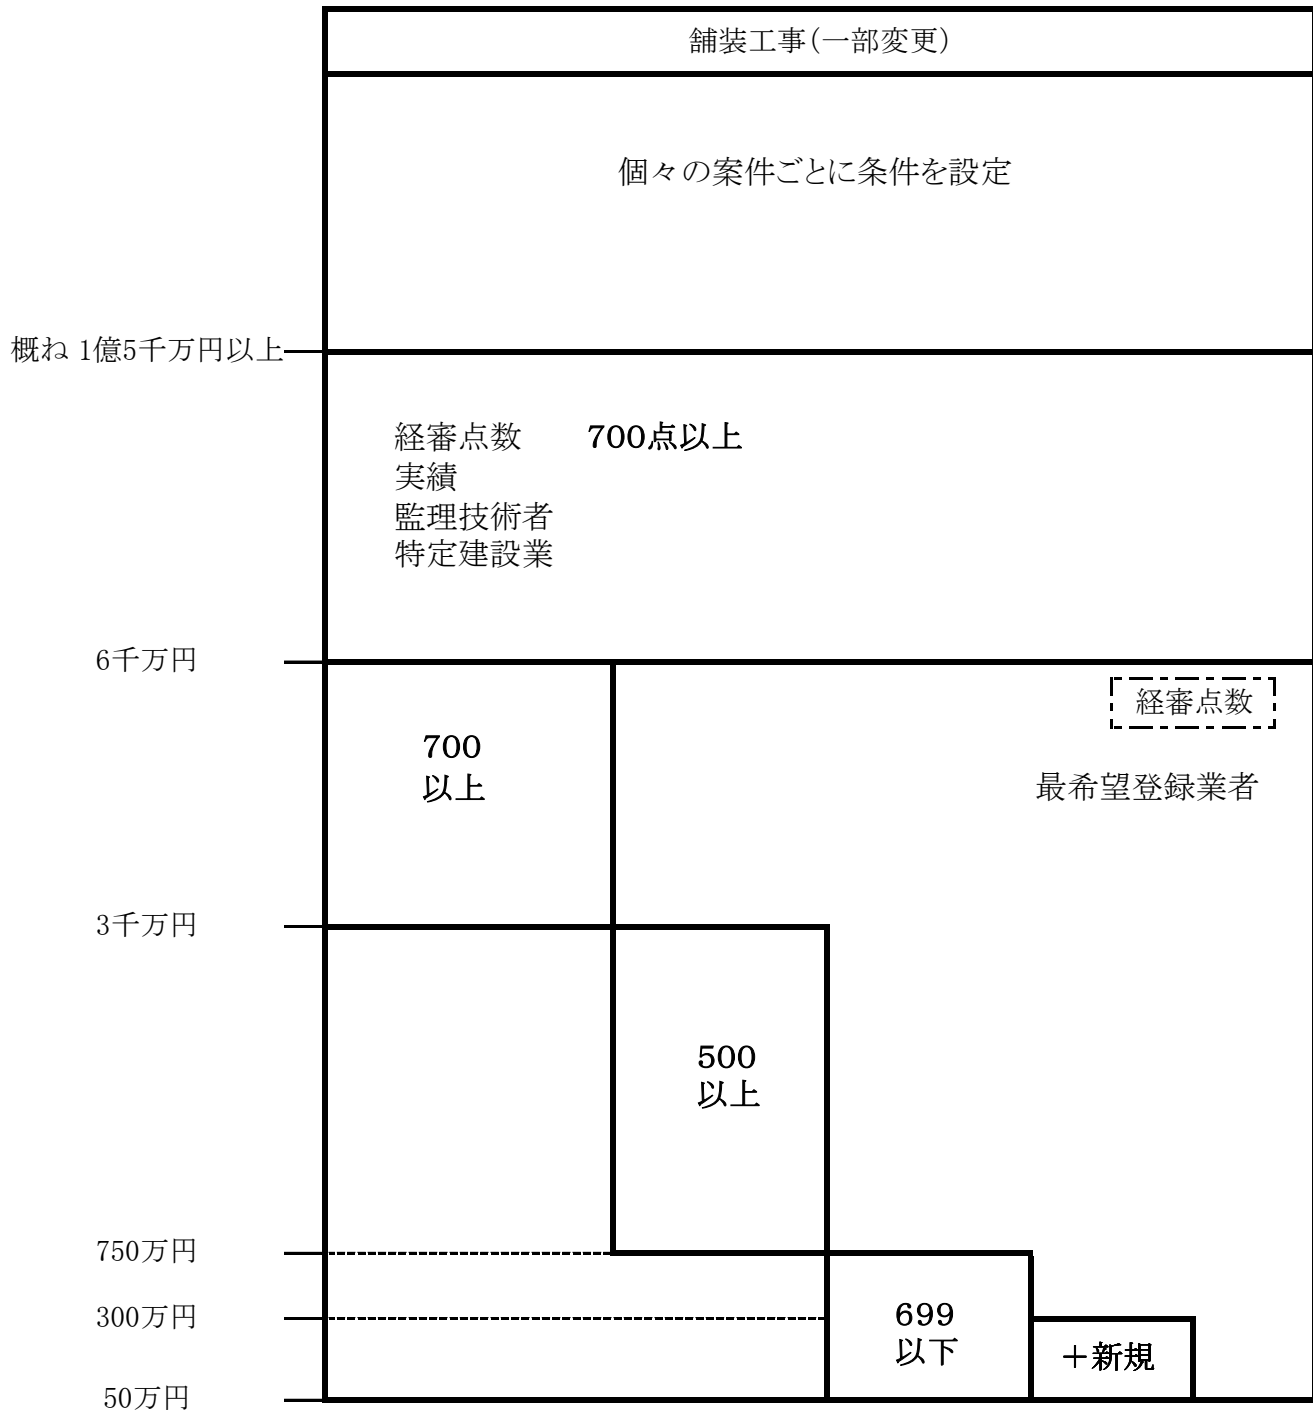 舗装工事(一部変更)
個々の案件ごとに条件を設定
概ね 1億5千万円以上
経審点数 700点以上
実績
監理技術者
特定建設業
6千万円
経審点数
700
以上
最希望登録業者
3千万円
500
以上
750万円
300万円
699
以下
+新規
50万円